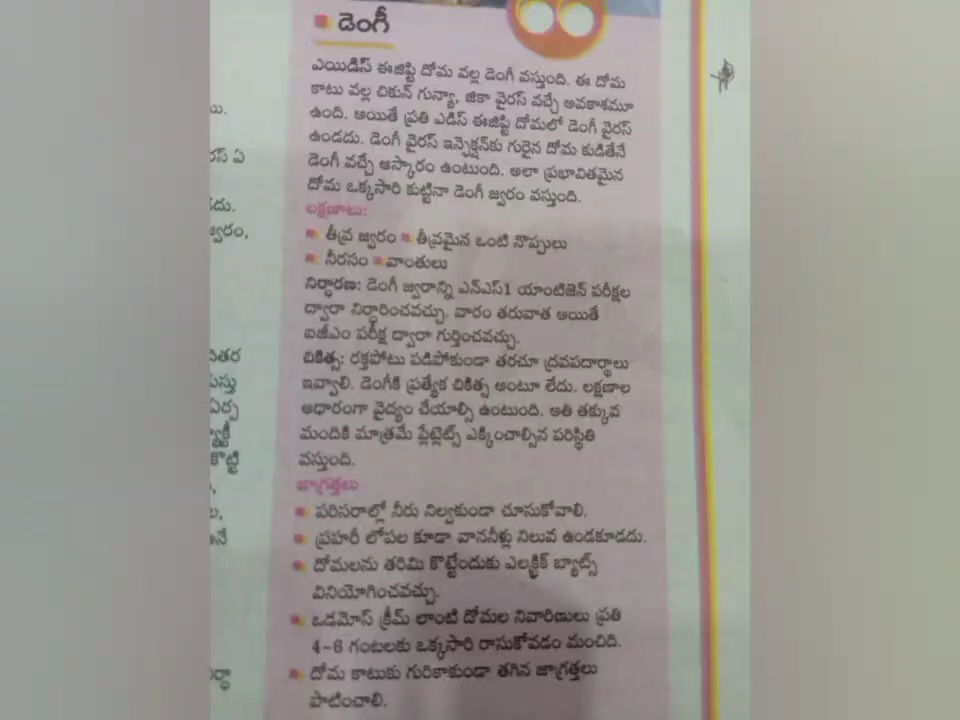 డెంగీ
ఎయిడిస్ ఈజిప్టి దోమ వల్ల డెంగీ వస్తుంది. ఈ దోమ
కాటు వల్ల చికున్ గున్యా, జికా వైరస్ వచ్చే అవకాశమూ
ఉంది. అయితే ప్రతి ఎడిస్ ఈజిప్టి దోమలో డెంగీ వైరస్
ఉండదు. డెంగీ వైరస్ ఇన్ఫెక్షన్‌కు గురైన దోమ కుడితేనే
డెంగీ వచ్చే ఆస్కారం ఉంటుంది. అలా ప్రభావితమైన
దోమ ఒక్కసారి కుట్టినా డెంగీ జ్వరం వస్తుంది.
లక్షణాలు:
తీవ్ర జ్వరం తీవ్రమైన ఒంటి నొప్పులు
నీరసం వాంతులు
నిర్ధారణ: డెంగీ జ్వరాన్ని ఎన్ఎస్1 యాంటిజెన్ పరీక్షల
ద్వారా నిర్ధారించవచ్చు. వారం తరువాత అయితే
ఐజీఎం పరీక్ష ద్వారా గుర్తించవచ్చు.
చికిత్స: రక్తపోటు పడిపోకుండా తరచూ ద్రవపదార్థాలు
ఇవ్వాలి. డెంగీకి ప్రత్యేక చికిత్స అంటూ లేదు. లక్షణాల
ఆధారంగా వైద్యం చేయాల్సి ఉంటుంది. అతి తక్కువ
మందికి మాత్రమే ప్లేట్లెట్స్ ఎక్కించాల్సిన పరిస్థితి
వస్తుంది.
జాగ్రత్తలు
పరిసరాల్లో నీరు నిల్వకుండా చూసుకోవాలి.
ప్రహరీ లోపల కూడా వాననీళ్లు నిలువ ఉండకూడదు.
దోమలను తరిమి కొట్టేందుకు ఎలక్ట్రిక్ బ్యాట్స్
వినియోగించవచ్చు.
ఒడమోస్ క్రీమ్ లాంటి దోమల నివారిణులు ప్రతి
4-6 గంటలకు ఒక్కసారి రాసుకోవడం మంచిది.
దోమ కాటుకు గురికాకుండా తగిన జాగ్రత్తలు
పాటించాలి.